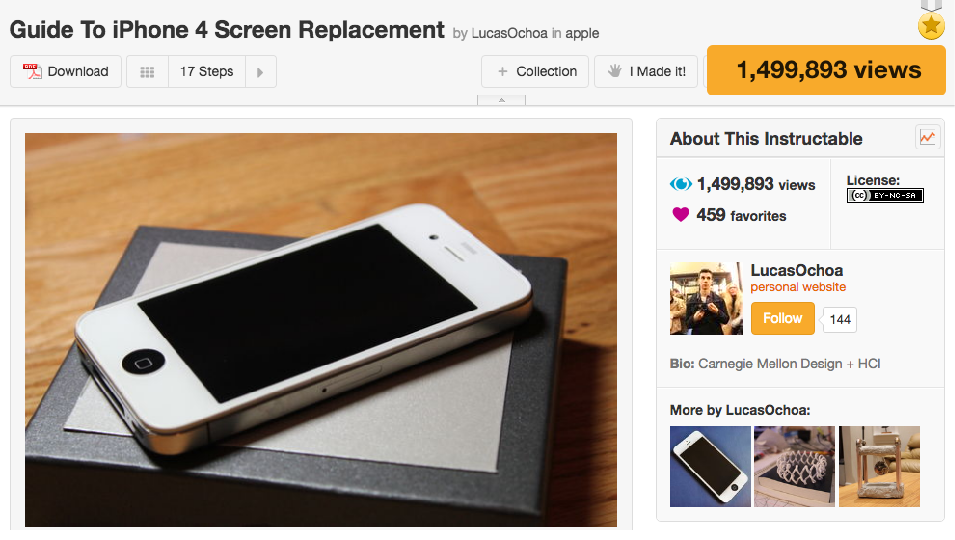 Guide To iPhone 4 Screen Replacement by LucasOchoa in apple
Download
17 Steps
+ Collection
I Made it!
1,499,893 views
About This Instructable
1,499,893 views
License:
459 favorites
(cc) BY-NC-SA
LucasOchoa
personal website
Follow
144
Bio: Carnegie Mellon Design + HCI
More by LucasOchoa: